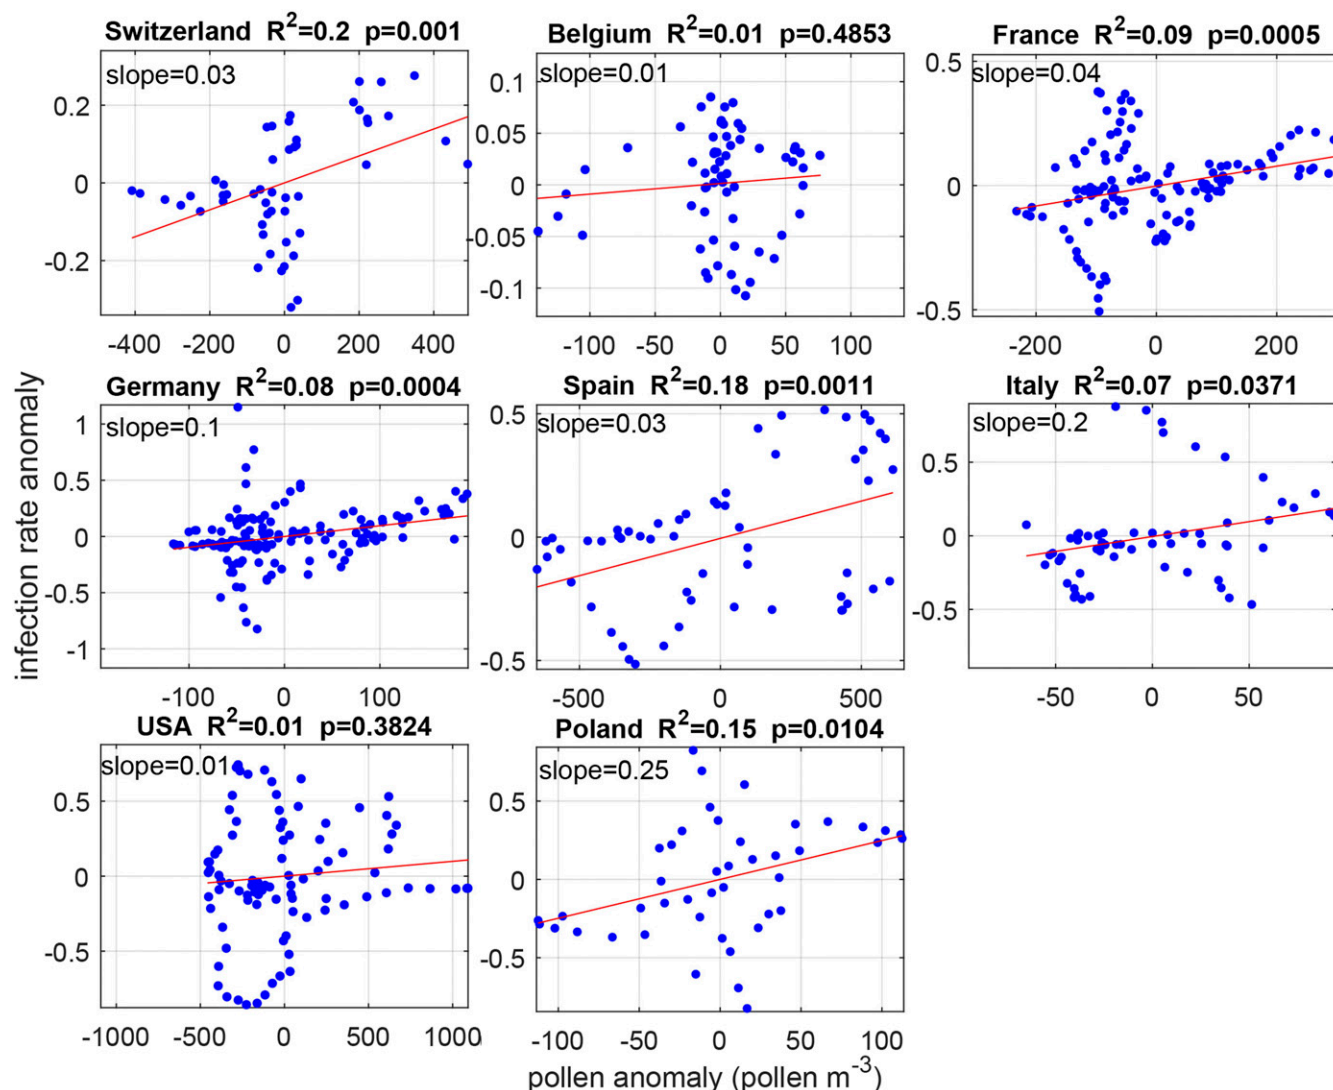 Switzerland R²=0.2 p=0.001
Belgium R²=0.01 p=0.4853
France R²=0.09 p=0.0005
slope=0.03
slope=0.01
slope=0.04
0.2
0
-0.2
0.1
0.05
0
-0.05
-0.1
0.5
0
-0.5
-400 -200 0 200 400
-100 -50 0 50 100
-200 0 200
infection rate anomaly
Germany R²=0.08 p=0.0004
Spain R²=0.18 p=0.0011
Italy R²=0.07 p=0.0371
slope=0.1
slope=0.03
slope=0.2
1
0.5
0
-0.5
-1
0.5
0
-0.5
0.5
0
-0.5
-100 0 100
-500 0 500
-50 0 50
USA R²=0.01 p=0.3824
Poland R²=0.15 p=0.0104
slope=0.01
slope=0.25
0.5
0
-0.5
0.5
0
-0.5
-1000 -500 0 500 1000
-100 -50 0 50 100
pollen anomaly (pollen m⁻³)